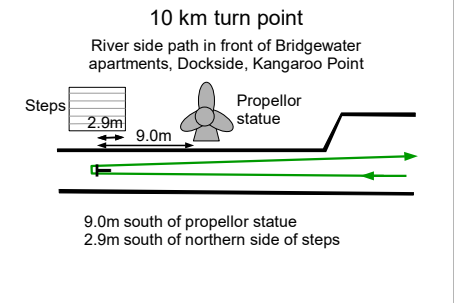 10 km turn point
River side path in front of Bridgewater
apartments, Dockside, Kangaroo Point
Steps
Propellor
statue
2.9m
9.0m
9.0m south of propellor statue
2.9m south of northern side of steps